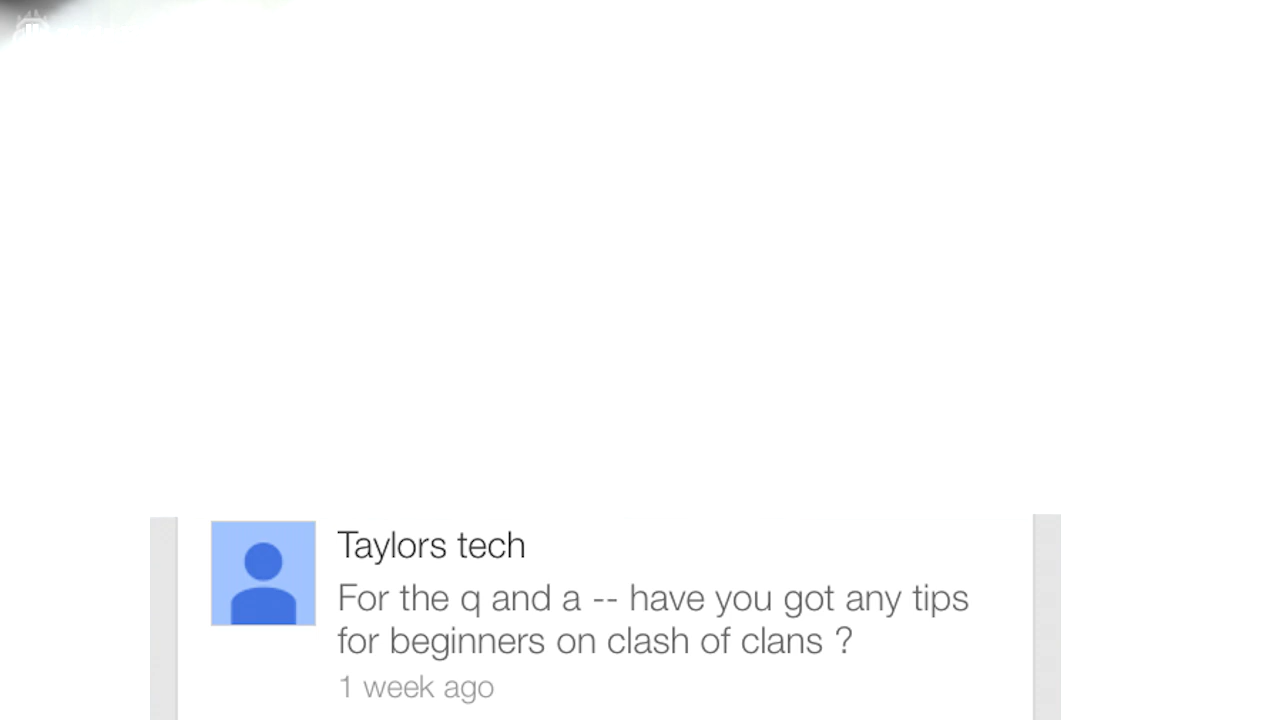 Taylors tech
For the q and a -- have you got any tips
for beginners on clash of clans ?
1 week ago